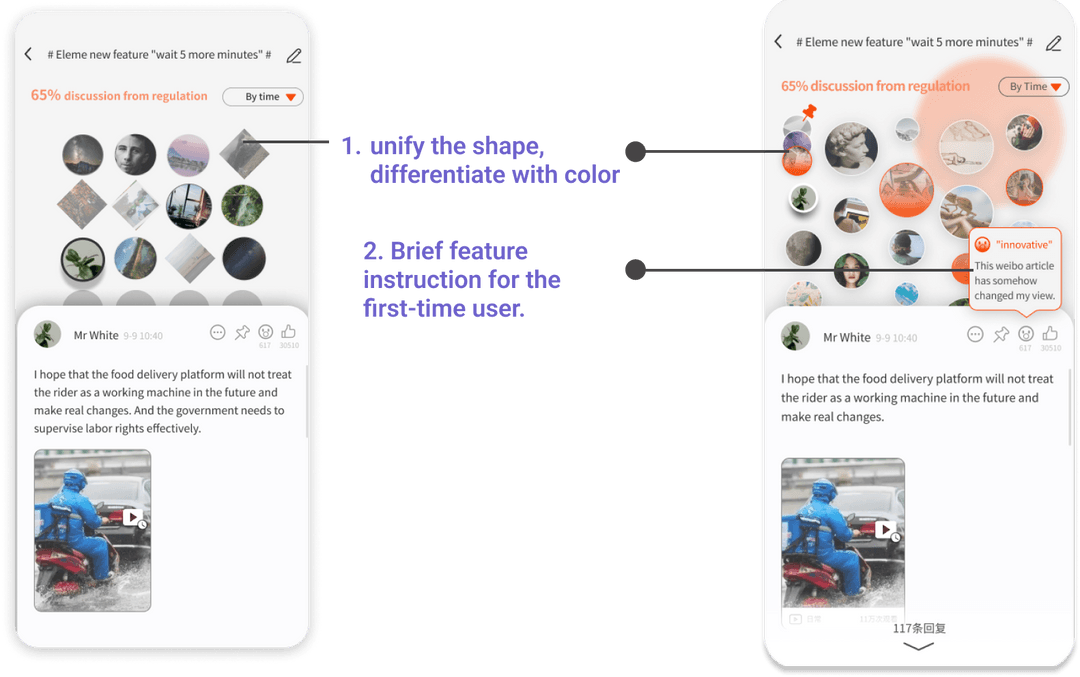 # Eleme new feature "wait 5 more minutes" #
65% discussion from regulation
By time
Mr White 9-9 10:40
617
30510
I hope that the food delivery platform will not treat
the rider as a working machine in the future and
make real changes. And the government needs to
supervise labor rights effectively.
1. unify the shape,
differentiate with color
2. Brief feature
instruction for the
first-time user.
# Eleme new feature "wait 5 more minutes" #
65% discussion from regulation
By Time
"innovative"
This weibo article
has somehow
changed my view.
Mr White 9-9 10:40
617
30510
I hope that the food delivery platform will not treat
the rider as a working machine in the future and
make real changes.
117条回复